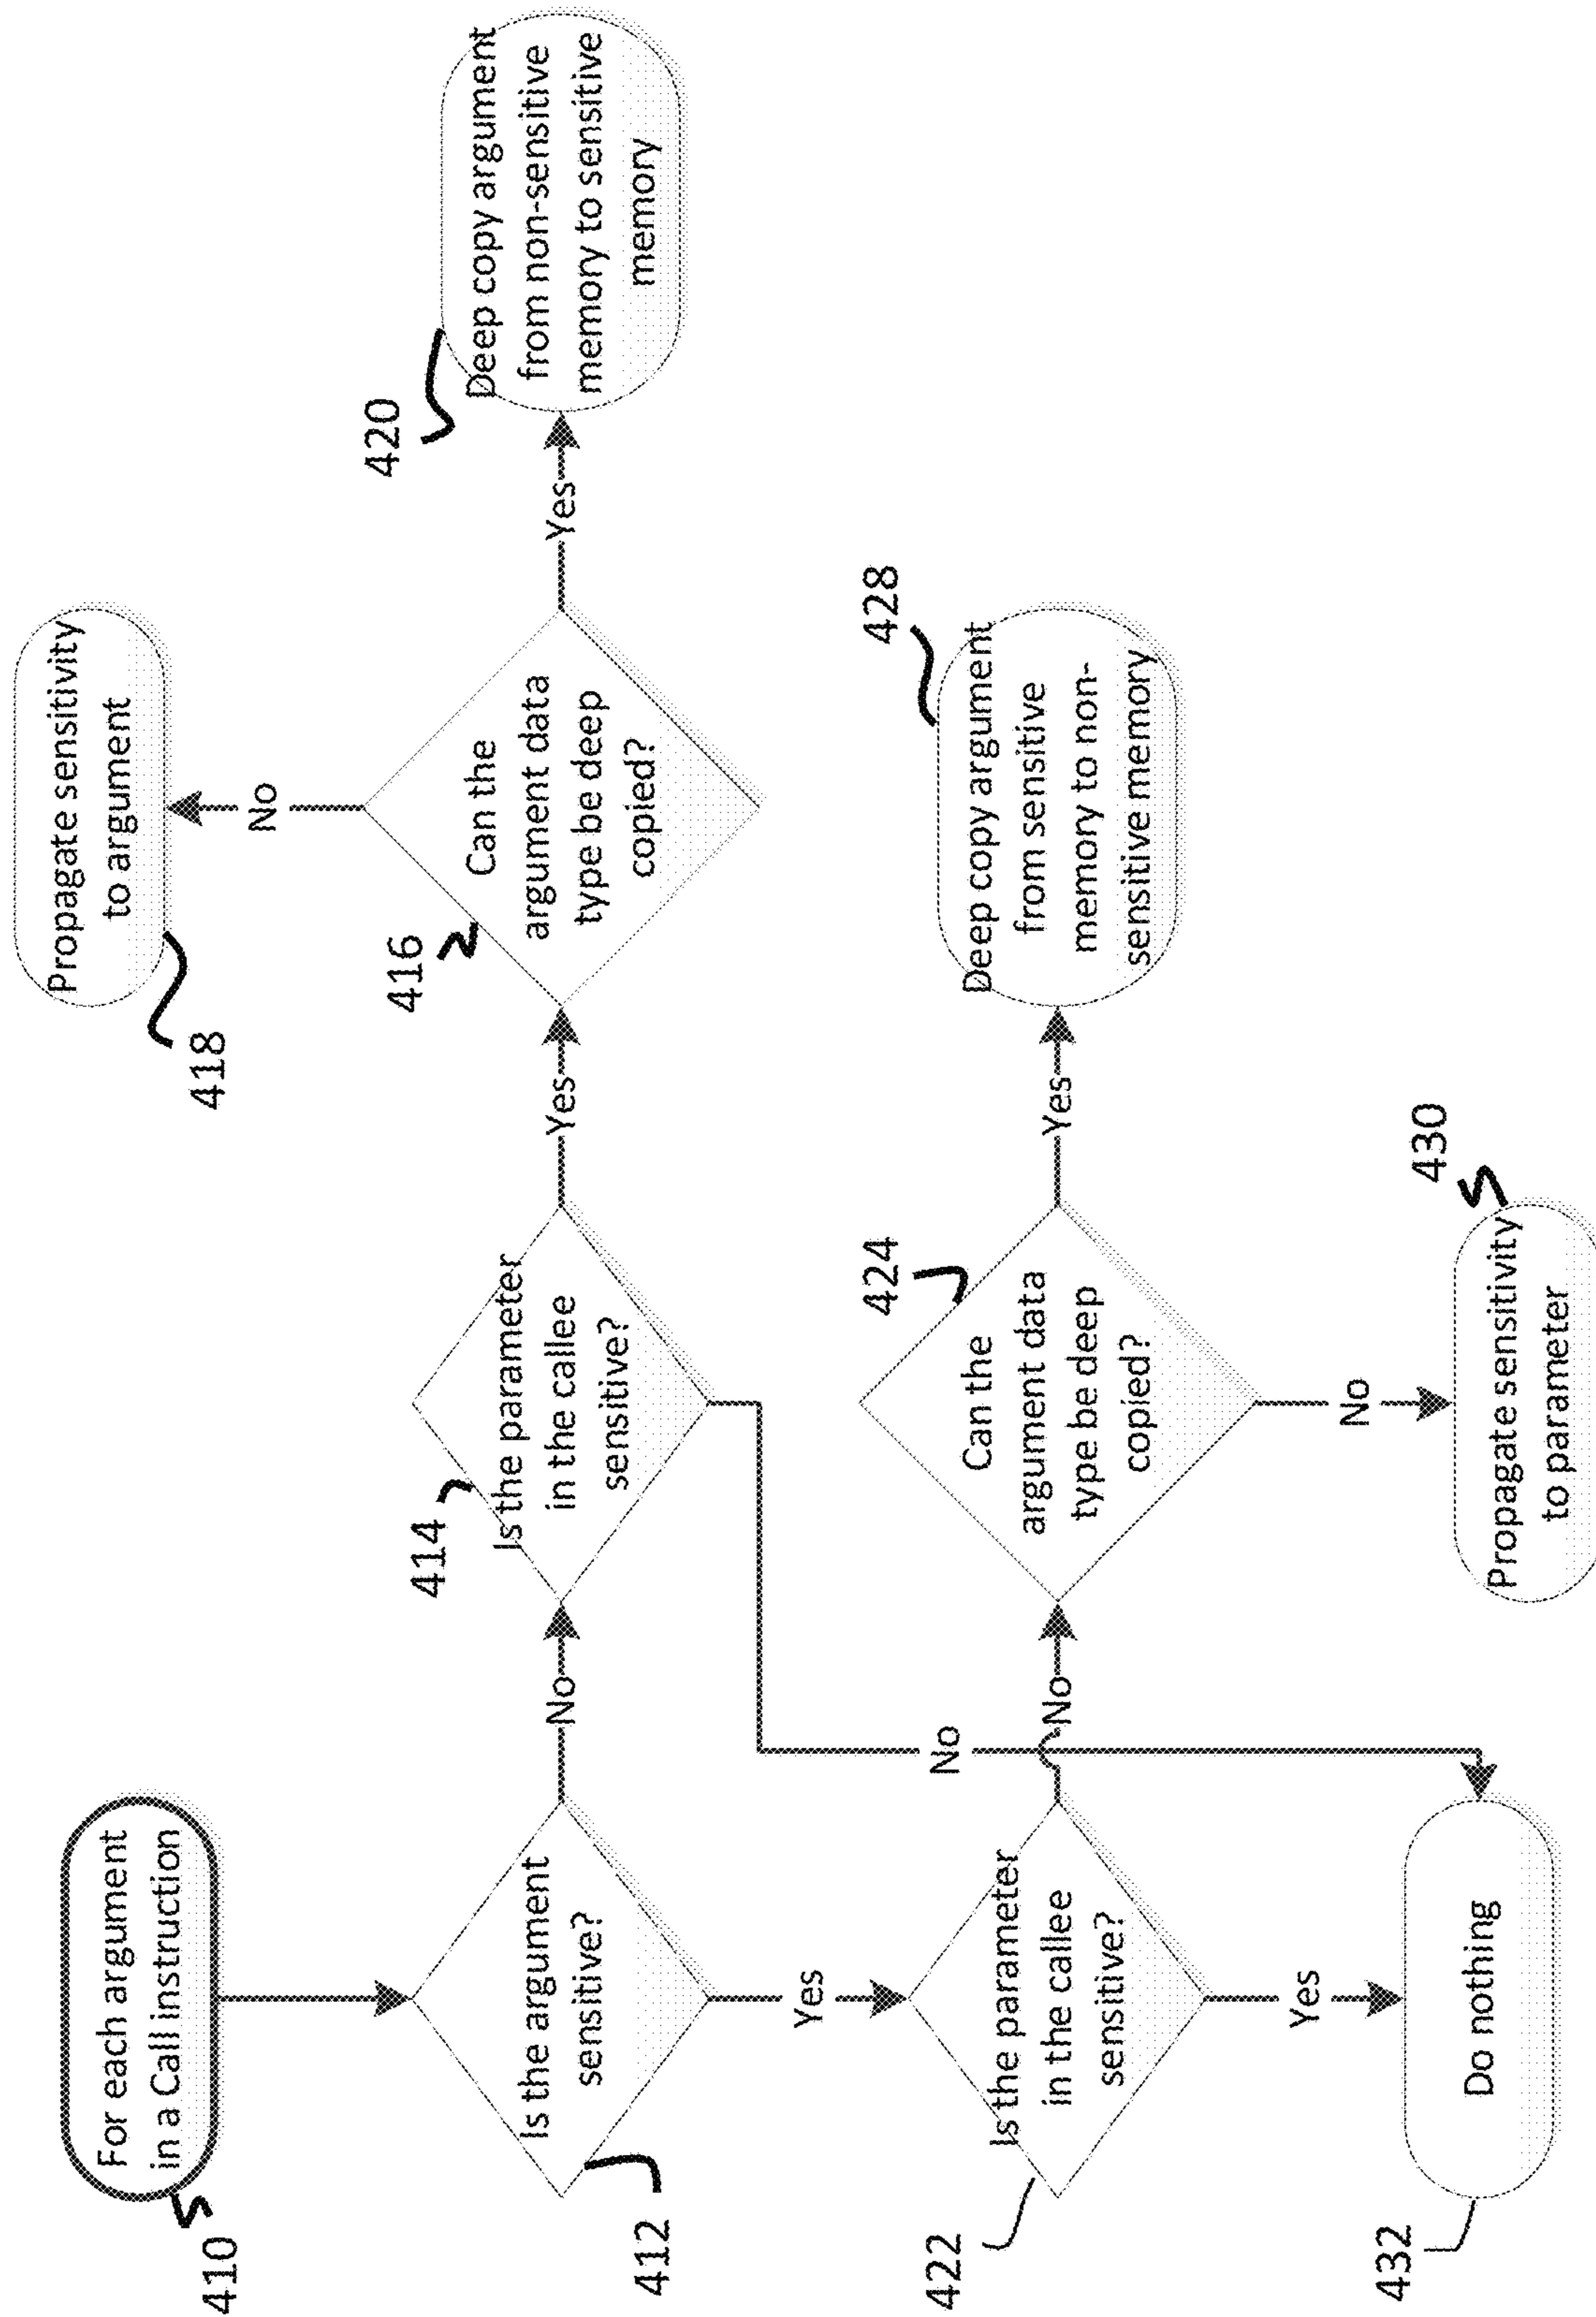 410
For each argument
in a Call instruction
412
Is the argument
sensitive?
No
414
Is the parameter
in the callee
sensitive?
Yes
416
Can the
argument data
type be deep
copied?
No
418
Propagate sensitivity
to argument
Yes
420
Deep copy argument
from non-sensitive
memory to sensitive
memory
No
Yes
422
Is the parameter
in the callee
sensitive?
No
424
Can the
argument data
type be deep
copied?
Yes
428
Deep copy argument
from sensitive
memory to non-
sensitive memory
No
430
Propagate sensitivity
to parameter
Yes
432
Do nothing